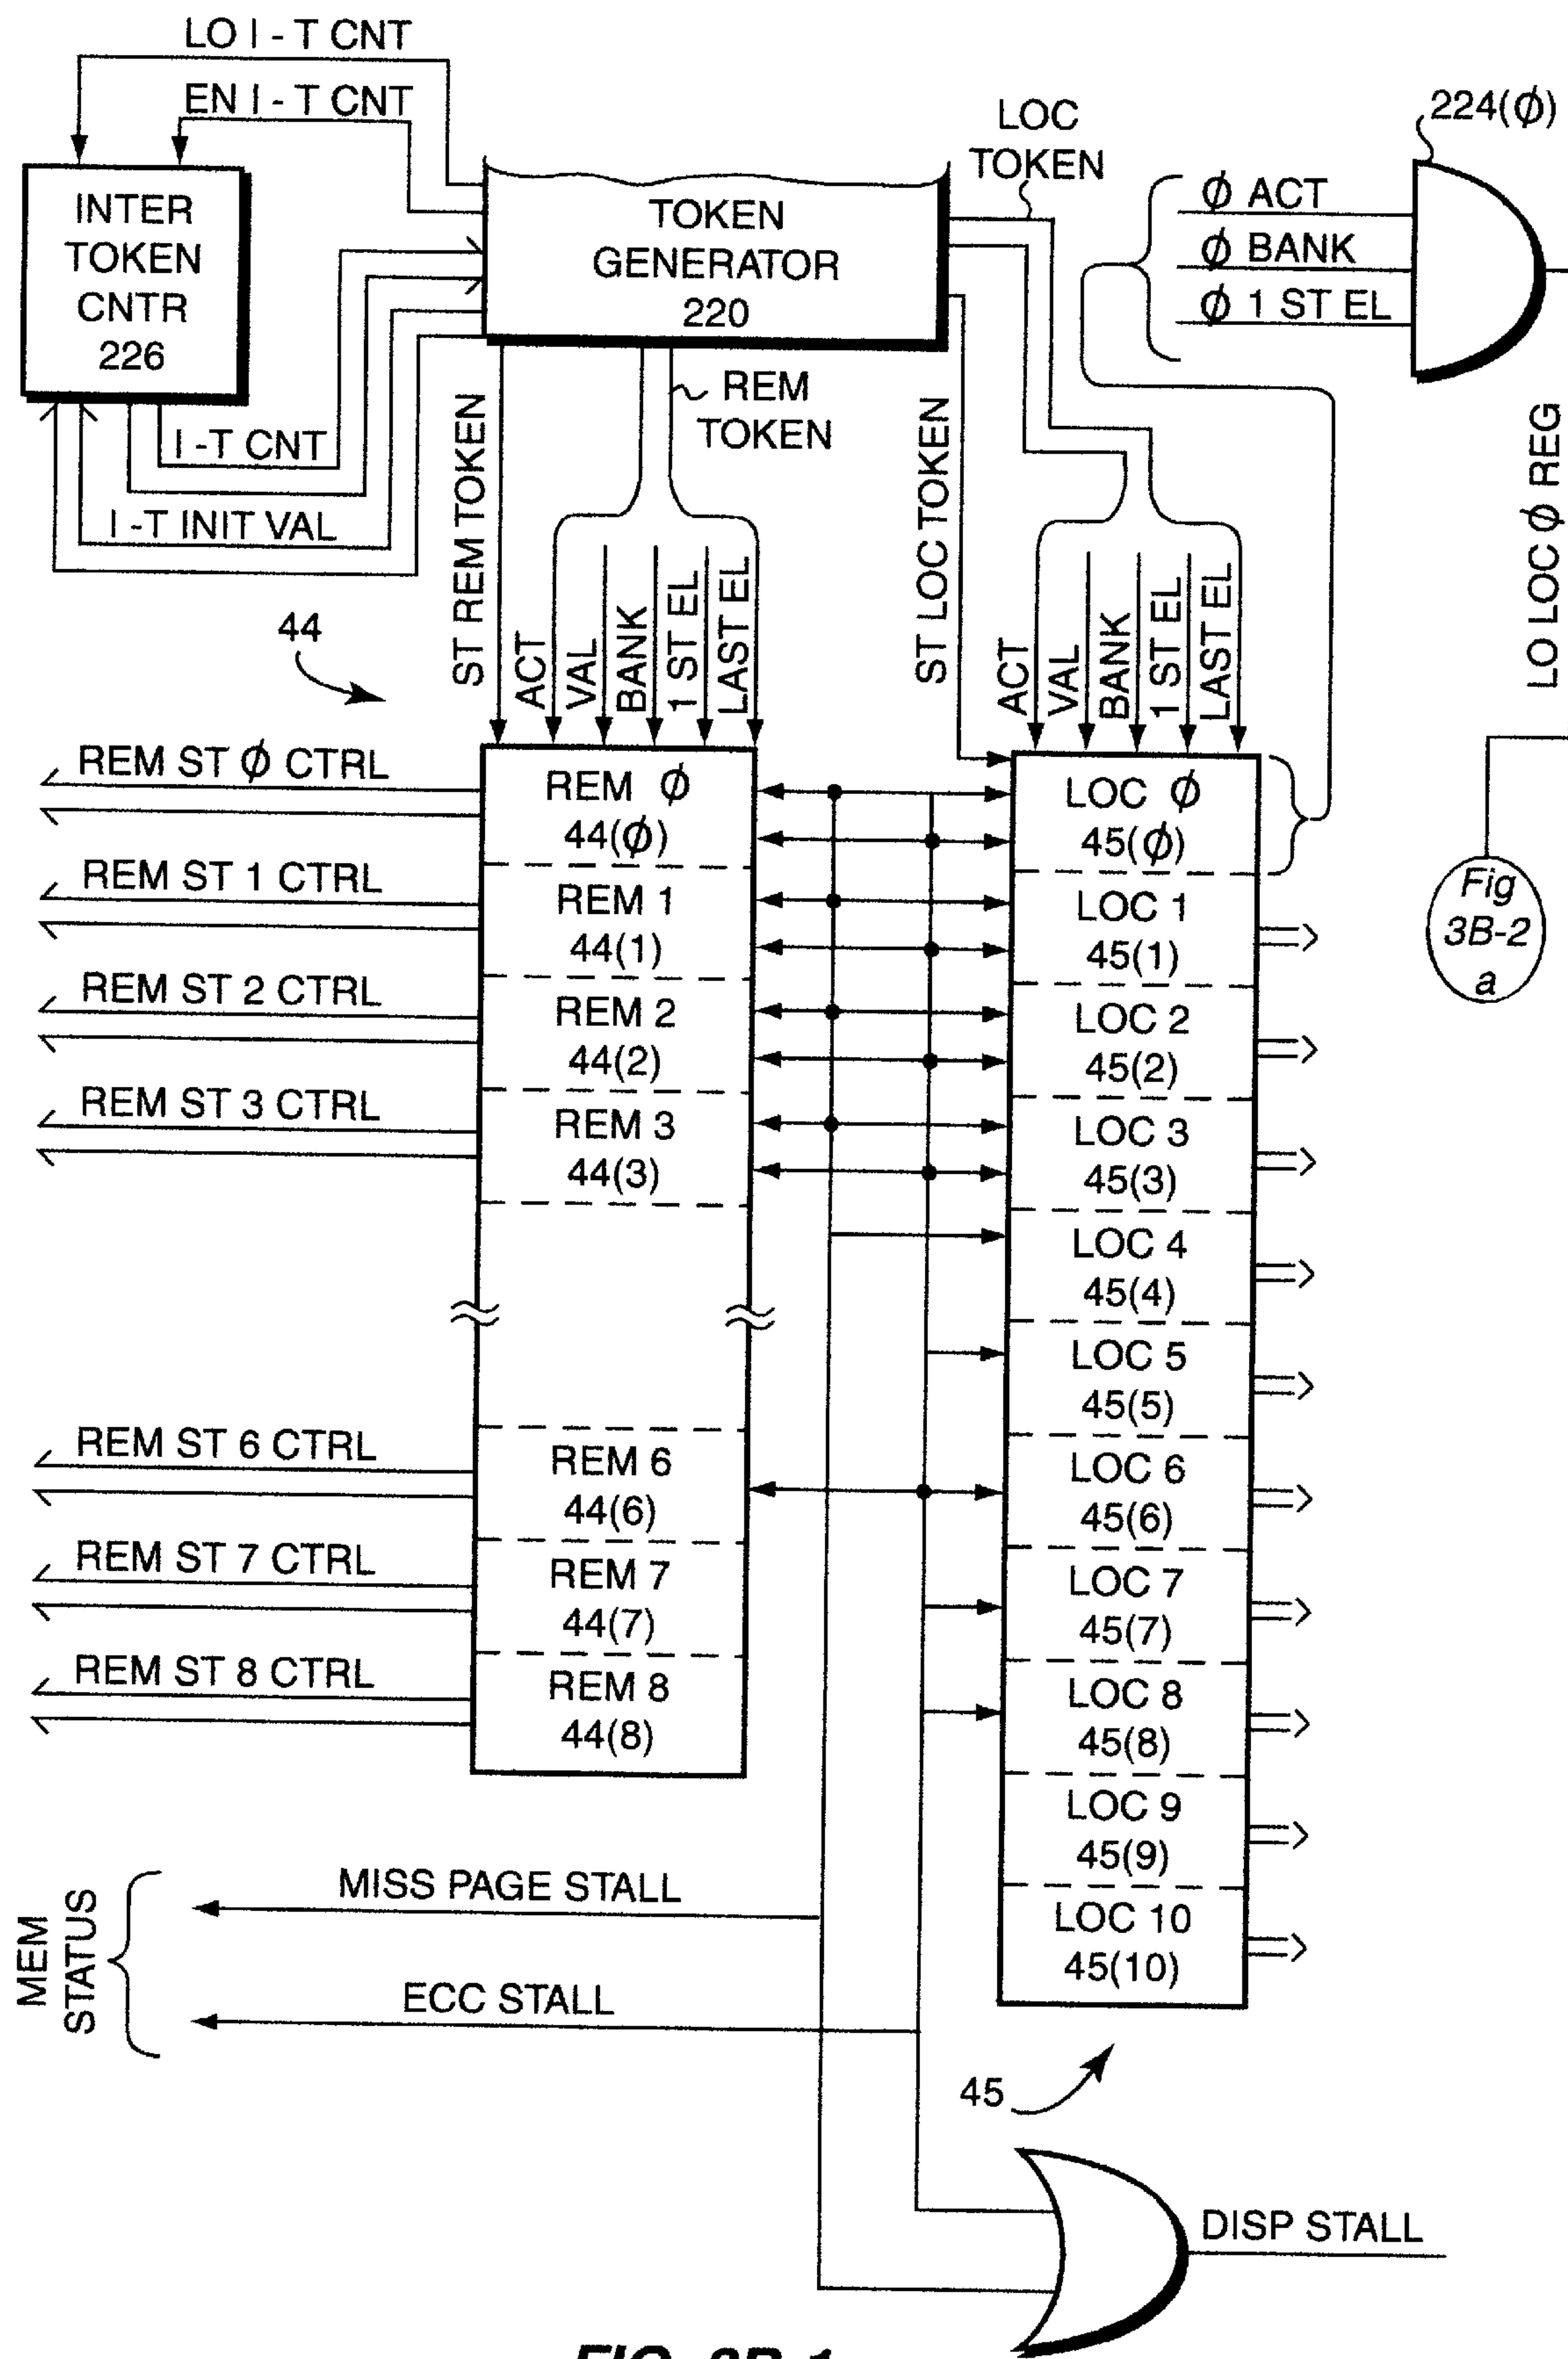 LO I - T CNT
EN I - T CNT
INTER
TOKEN
CNTR
226
TOKEN
GENERATOR
220
LOC
TOKEN
224(ϕ)
ϕ ACT
ϕ BANK
ϕ 1 ST EL
I -T CNT
I -T INIT VAL
REM
TOKEN
ST REM TOKEN
ACT
VAL
BANK
1 ST EL
LAST EL
ST LOC TOKEN
ACT
VAL
BANK
1 ST EL
LAST EL
LO LOC ϕ REG
44
REM ST ϕ CTRL
REM ST 1 CTRL
REM ST 2 CTRL
REM ST 3 CTRL
REM ST 6 CTRL
REM ST 7 CTRL
REM ST 8 CTRL
REM ϕ
44(ϕ)
REM 1
44(1)
REM 2
44(2)
REM 3
44(3)
REM 6
44(6)
REM 7
44(7)
REM 8
44(8)
LOC ϕ
45(ϕ)
LOC 1
45(1)
LOC 2
45(2)
LOC 3
45(3)
LOC 4
45(4)
LOC 5
45(5)
LOC 6
45(6)
LOC 7
45(7)
LOC 8
45(8)
LOC 9
45(9)
LOC 10
45(10)
Fig
3B-2
a
MEM
STATUS
MISS PAGE STALL
ECC STALL
45
DISP STALL